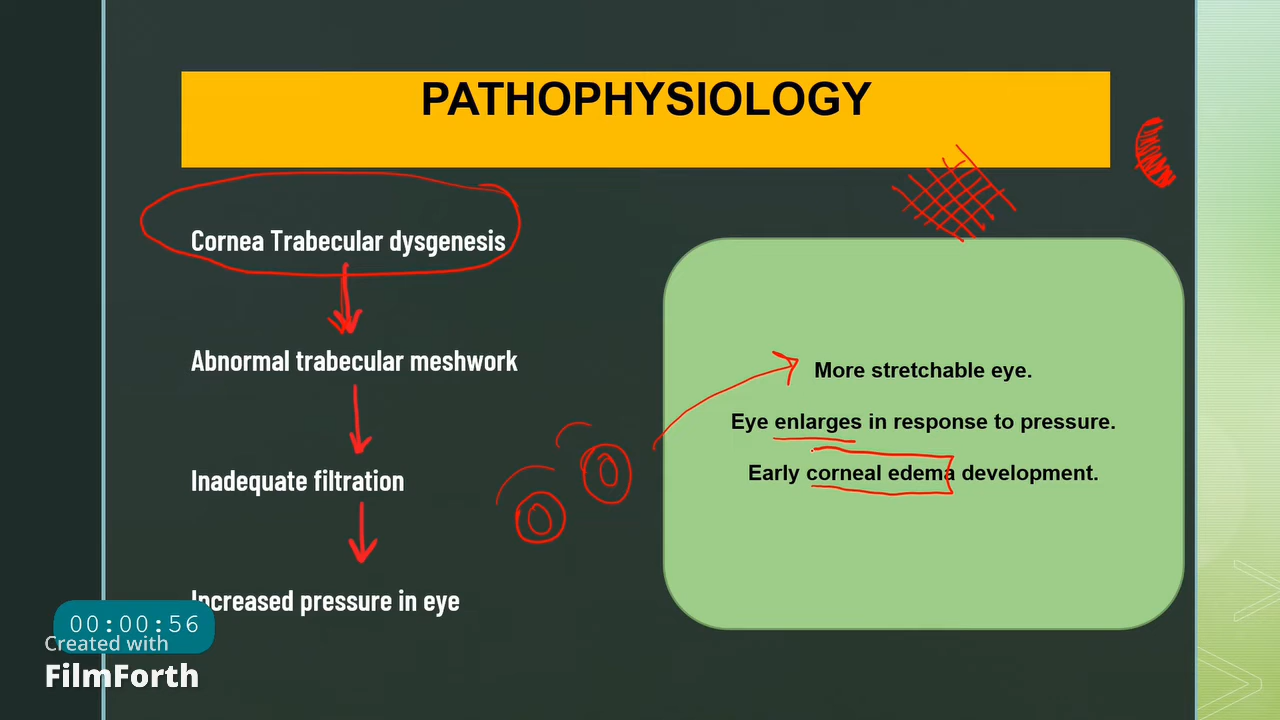 PATHOPHYSIOLOGY
Cornea Trabecular dysgenesis
Abnormal trabecular meshwork
Inadequate filtration
Increased pressure in eye
More stretchable eye.
Eye enlarges in response to pressure.
Early corneal edema development.
00:00:56
Created with
FilmForth